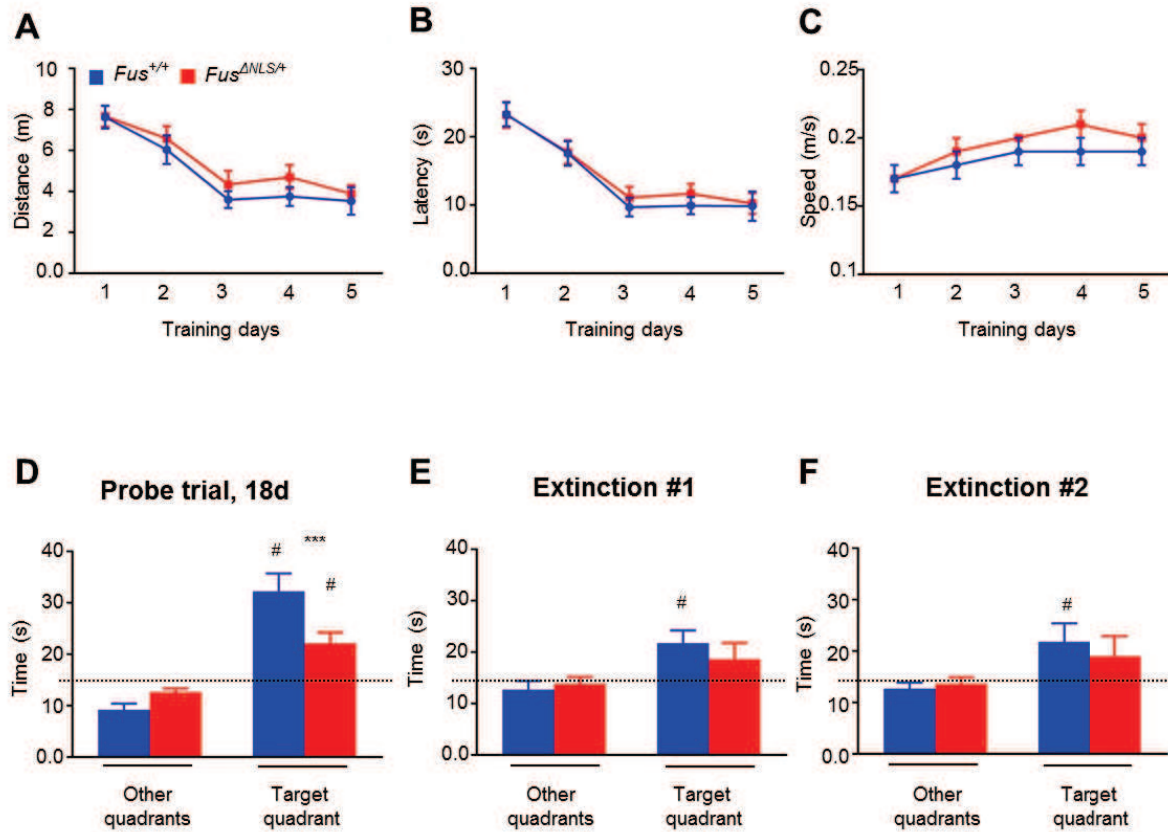 A
B
C
Fus+/+ FusΔNLS/+
10
8
6
4
2
0.0
Distance (m)
1 2 3 4 5
Training days
30
20
10
0.0
Latency (s)
1 2 3 4 5
Training days
0.25
0.2
0.15
0.1
Speed (m/s)
1 2 3 4 5
Training days
D
Probe trial, 18d
40
30
20
10
0.0
Time (s)
# *** #
Other
quadrants
Target
quadrant
E
Extinction #1
40
30
20
10
0.0
Time (s)
#
Other
quadrants
Target
quadrant
F
Extinction #2
40
30
20
10
0.0
Time (s)
#
Other
quadrants
Target
quadrant